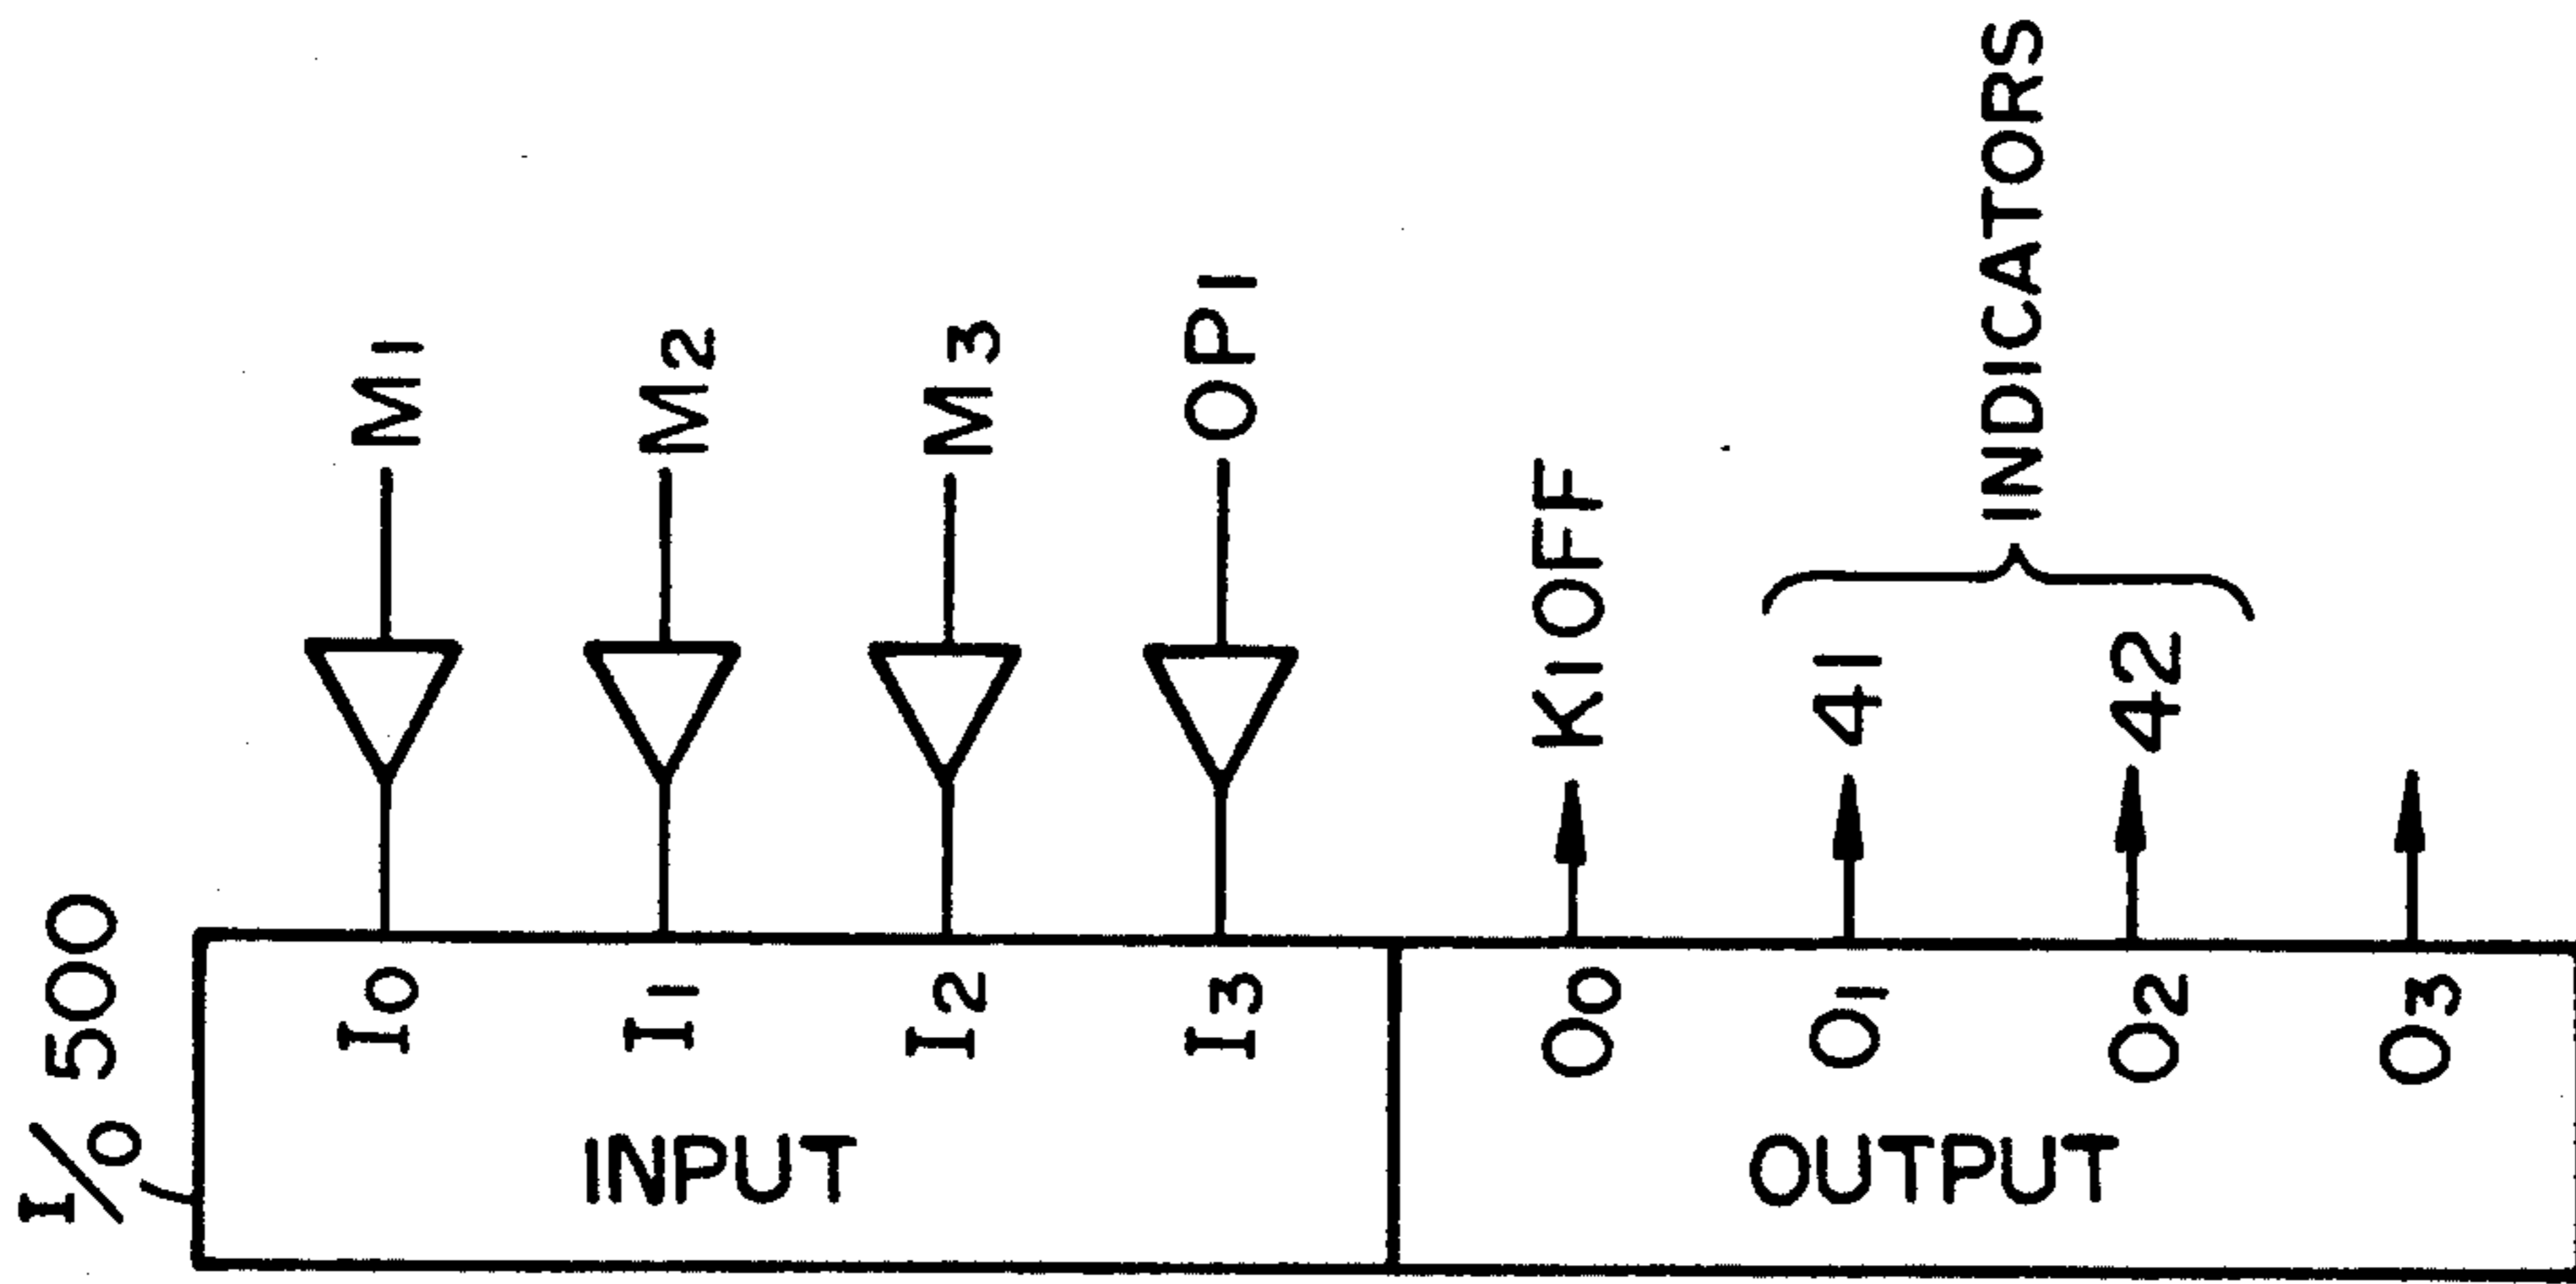 I/O 500
INPUT
I0 M1
I1 M2
I2 M3
I3 OP1
OUTPUT
O0 K1OFF
O1 41
O2 42
INDICATORS
O3